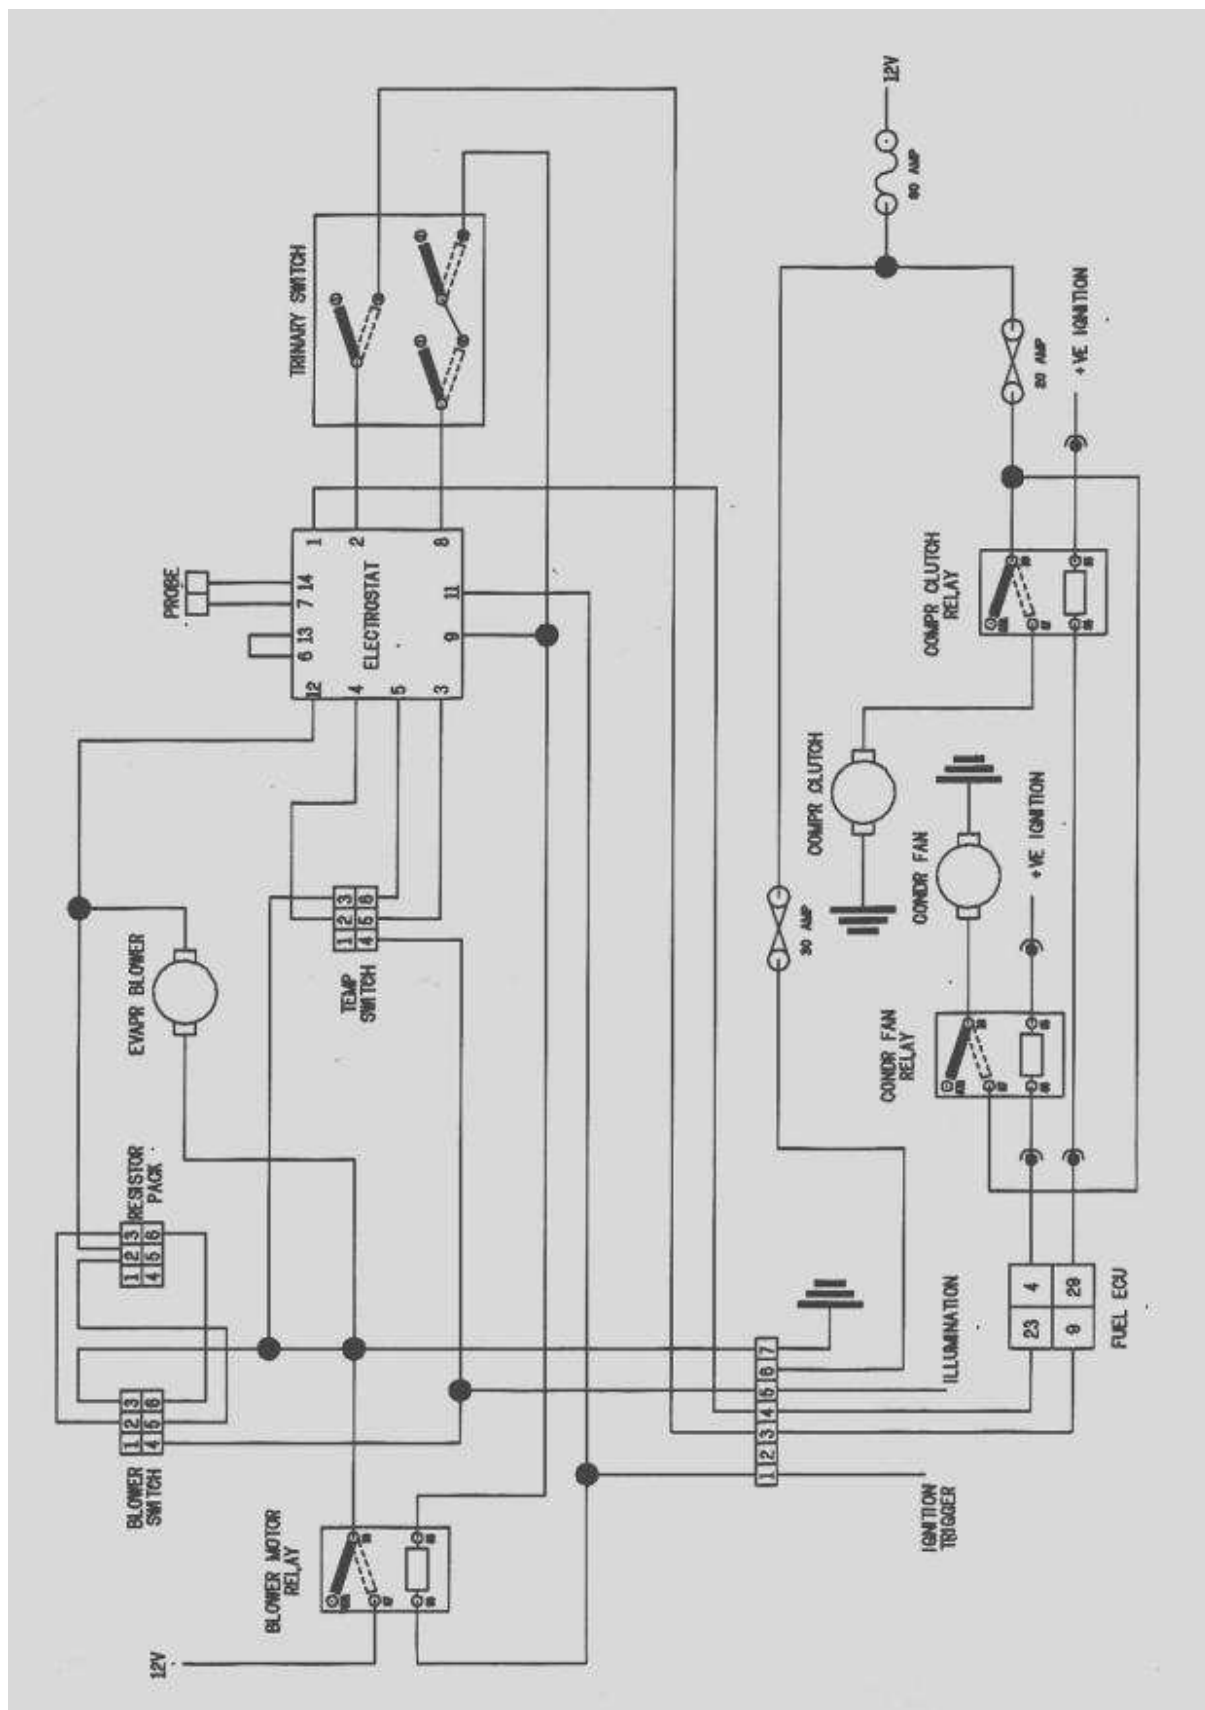 12V
80 AMP
TRINARY SWITCH
+VE IGNITION
20 AMP
1 2 8
PROBE
14
7
13
6
11
9
ELECTROSTAT
12 4 5 3
COMPR CLUTCH
RELAY
COMPR CLUTCH
CONDR FAN
+VE IGNITION
3 6
2 5
1 4
TEMP
SWITCH
30 AMP
EVAPR BLOWER
CONDR FAN
RELAY
RESISTOR
PACK
3 6
2 5
1 4
4 28
23 9
FUEL ECU
ILLUMINATION
7
6
5
4
3
2
1
3 6
2 5
1 4
BLOWER
SWITCH
IGNITION
TRIGGER
BLOWER MOTOR
RELAY
12V